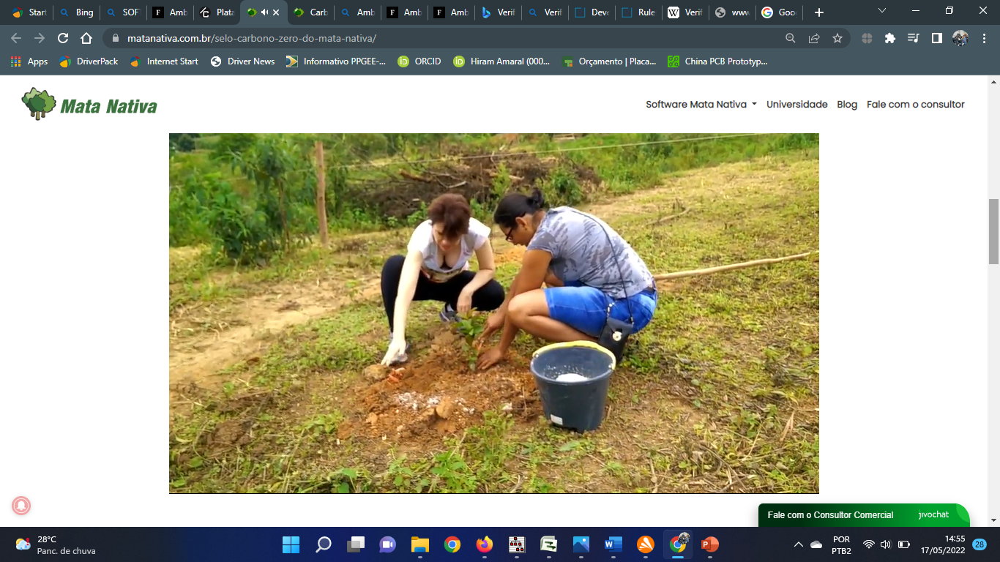 Start
Bing
SOFT
Amb
Plata
Carb
Amb
Amb
Amb
Verif
Verif
Deve
Rule
Verif
www
Goo
matanativa.com.br/selo-carbono-zero-do-mata-nativa/
Apps
DriverPack
Internet Start
Driver News
Informativo PPGEE-...
ORCID
Hiram Amaral (000...
Orçamento | Placa...
China PCB Prototyp...
Mata Nativa
Software Mata Nativa
Universidade
Blog
Fale com o consultor
Fale com o Consultor Comercial
jivochat
28°C
Panc. de chuva
POR
PTB2
14:55
17/05/2022
28